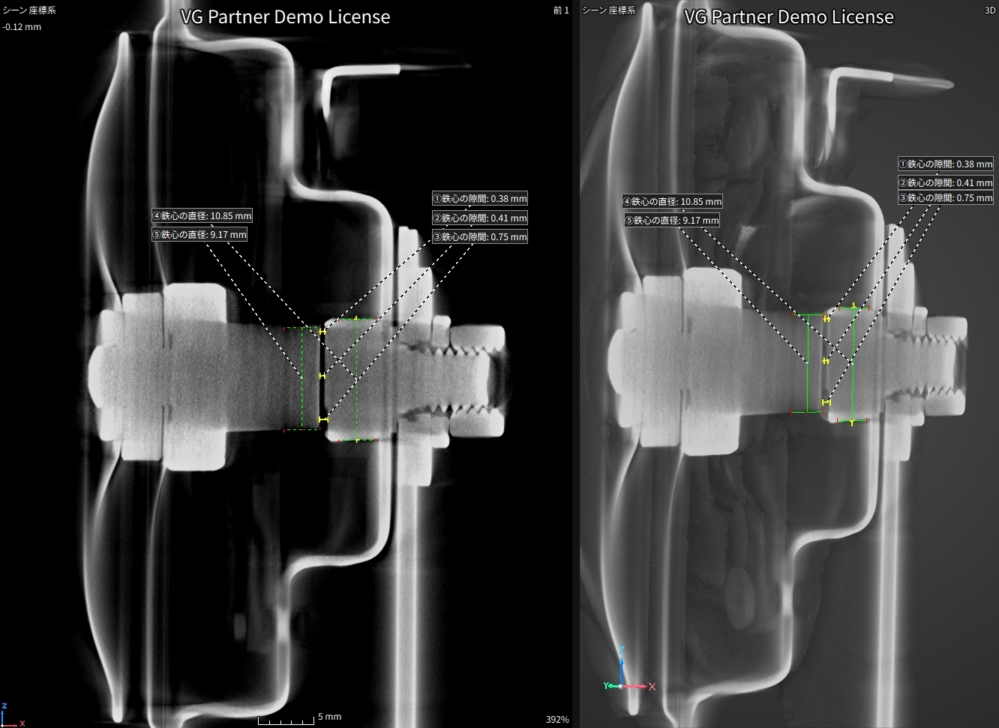 シーン 座標系
-0.12 mm
VG Partner Demo License
前 1
④鉄心の直径: 10.85 mm
⑤鉄心の直径: 9.17 mm
①鉄心の隙間: 0.38 mm
②鉄心の隙間: 0.41 mm
③鉄心の隙間: 0.75 mm
Z
X
5 mm
392%
シーン 座標系
VG Partner Demo License
3D
①鉄心の隙間: 0.38 mm
②鉄心の隙間: 0.41 mm
③鉄心の隙間: 0.75 mm
④鉄心の直径: 10.85 mm
⑤鉄心の直径: 9.17 mm
Z
Y
X